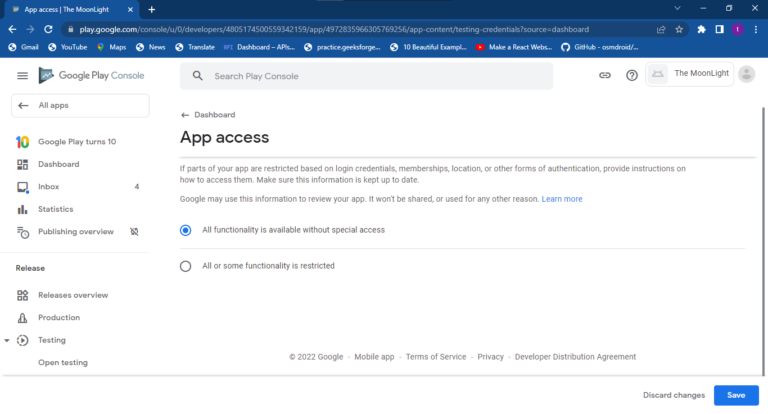 App access | The MoonLight
play.google.com/console/u/0/developers/4805174500559342159/app/4972835966305769256/app-content/testing-credentials?source=dashboard
t
Gmail YouTube Maps News Translate RFI Dashboard – APIs... practice.geeksforge... 10 Beautiful Exampl... Make a React Webs... GitHub - osmdroid/...
Google Play Console
Search Play Console
The MoonLight
All apps
Google Play turns 10
Dashboard
Inbox 4
Statistics
Publishing overview
Release
Releases overview
Production
Testing
Open testing
Dashboard
App access
If parts of your app are restricted based on login credentials, memberships, location, or other forms of authentication, provide instructions on
how to access them. Make sure this information is kept up to date.
Google may use this information to review your app. It won't be shared, or used for any other reason. Learn more
All functionality is available without special access
All or some functionality is restricted
© 2022 Google · Mobile app · Terms of Service · Privacy · Developer Distribution Agreement
Discard changes Save